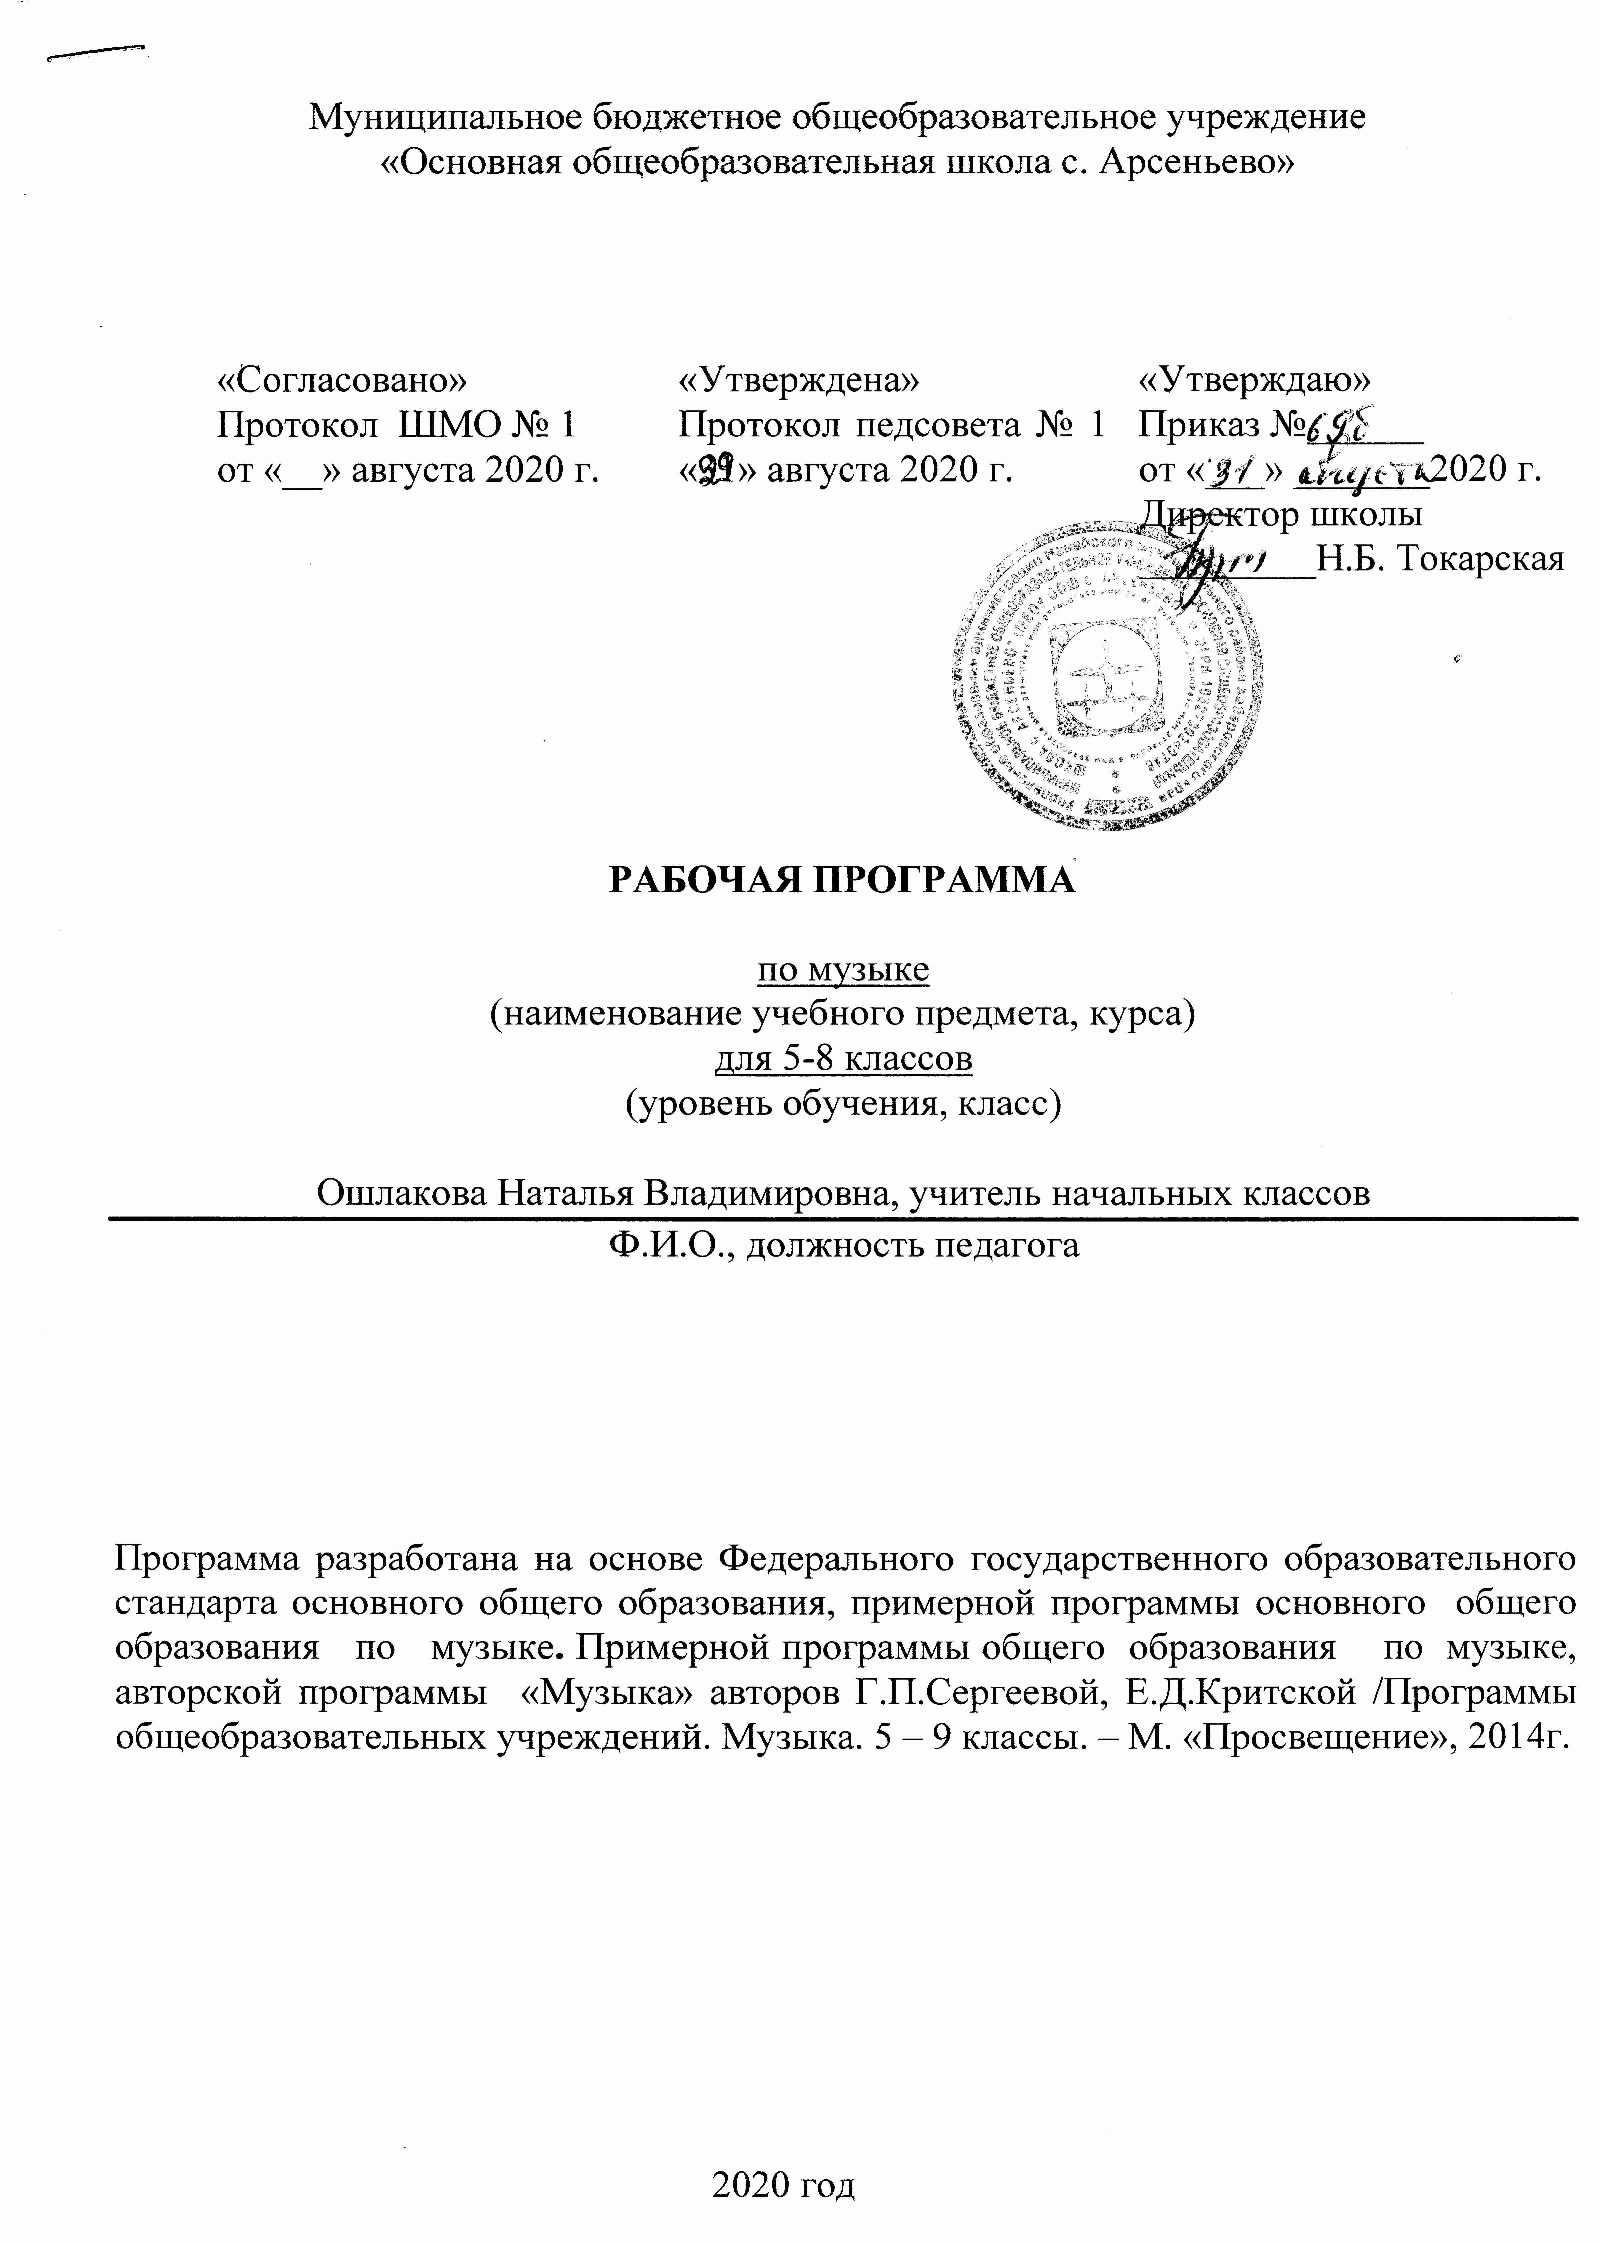 Муниципальное бюджетное общеобразовательное учреждение
«Основная общеобразовательная школа с. Арсеньево»
«Согласовано»
Протокол ШМО № 1
от «__» августа 2020 г.
«Утверждена»
Протокол педсовета № 1
«» августа 2020 г.
«Утверждаю»
Приказ №
от «31» августа 2020 г.
Директор школы
Н.Б. Токарская
РАБОЧАЯ ПРОГРАММА
по музыке
(наименование учебного предмета, курса)
для 5-8 классов
(уровень обучения, класс)
Ошлакова Наталья Владимировна, учитель начальных классов
Ф.И.О., должность педагога
Программа разработана на основе Федерального государственного образовательного
стандарта основного общего образования, примерной программы основного общего
образования по музыке. Примерной программы общего образования по музыке,
авторской программы «Музыка» авторов Г.П.Сергеевой, Е.Д.Критской /Программы
общеобразовательных учреждений. Музыка. 5 – 9 классы. – М. «Просвещение», 2014г.
2020 год